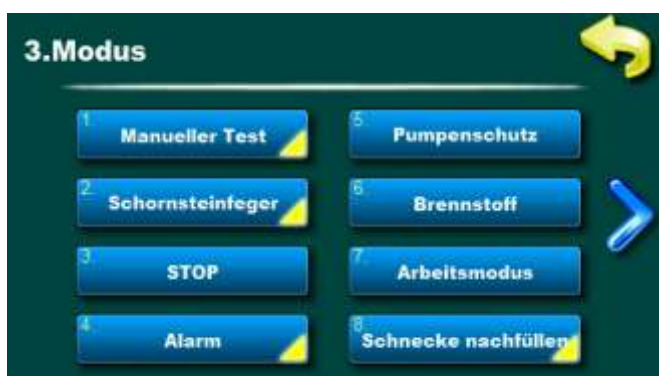 3.Modus
1. Manueller Test
2. Schornsteinfeger
3. STOP
4. Alarm
5. Pumpenschutz
6. Brennstoff
7. Arbeitsmodus
8. Schnecke nachfüllen